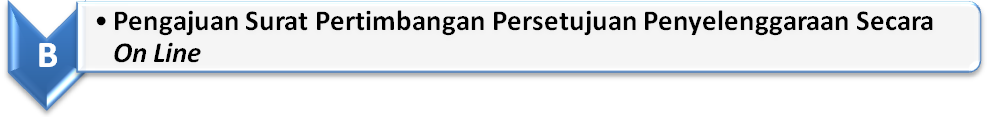 B
• Pengajuan Surat Pertimbangan Persetujuan Penyelenggaraan Secara
On Line